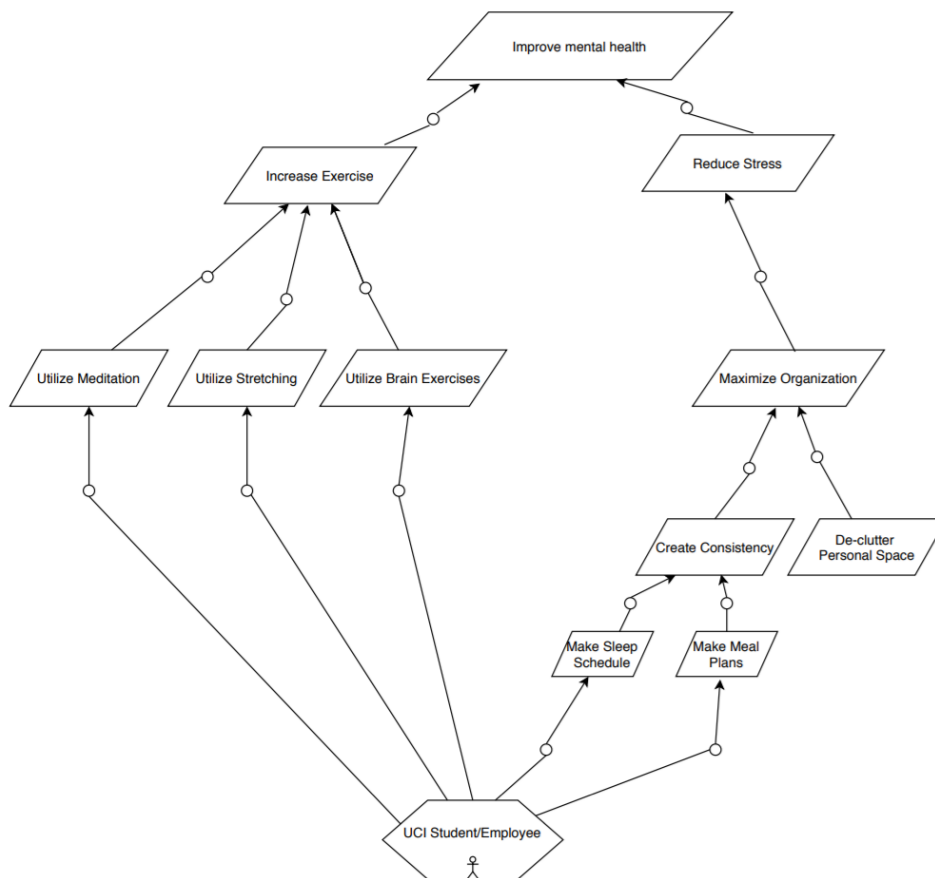 Improve mental health
Increase Exercise
Reduce Stress
Utilize Meditation
Utilize Stretching
Utilize Brain Exercises
Maximize Organization
Create Consistency
De-clutter
Personal Space
Make Sleep
Schedule
Make Meal
Plans
UCI Student/Employee